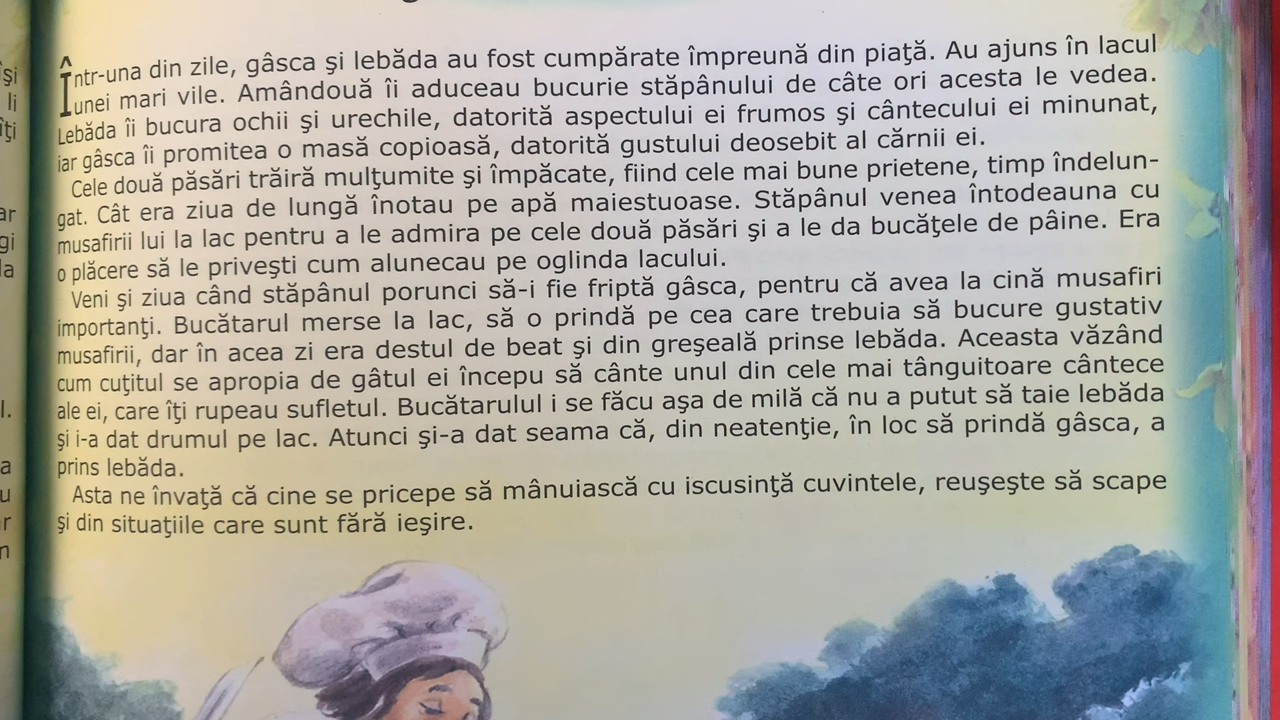 Într-una din zile, gâsca şi lebăda au fost cumpărate împreună din piaţă. Au ajuns în lacul
unei mari vile. Amândouă îi aduceau bucurie stăpânului de câte ori acesta le vedea.
Lebăda îi bucura ochii şi urechile, datorită aspectului ei frumos şi cântecului ei minunat,
iar gâsca îi promitea o masă copioasă, datorită gustului deosebit al cărnii ei.
Cele două păsări trăiră mulţumite şi împăcate, fiind cele mai bune prietene, timp îndelun-
gat. Cât era ziua de lungă înotau pe apă maiestuoase. Stăpânul venea întodeauna cu
musafirii lui la lac pentru a le admira pe cele două păsări şi a le da bucăţele de pâine. Era
o plăcere să le priveşti cum alunecau pe oglinda lacului.
Veni şi ziua când stăpânul porunci să-i fie friptă gâsca, pentru că avea la cină musafiri
importanţi. Bucătarul merse la lac, să o prindă pe cea care trebuia să bucure gustativ
musafirii, dar în acea zi era destul de beat şi din greşeală prinse lebăda. Aceasta văzând
cum cuţitul se apropia de gâtul ei începu să cânte unul din cele mai tânguitoare cântece
ale ei, care îţi rupeau sufletul. Bucătarulul i se făcu aşa de milă că nu a putut să taie lebăda
şi i-a dat drumul pe lac. Atunci şi-a dat seama că, din neatenţie, în loc să prindă gâsca, a
prins lebăda.
Asta ne învaţă că cine se pricepe să mânuiască cu iscusinţă cuvintele, reuşeşte să scape
şi din situaţiile care sunt fără ieşire.